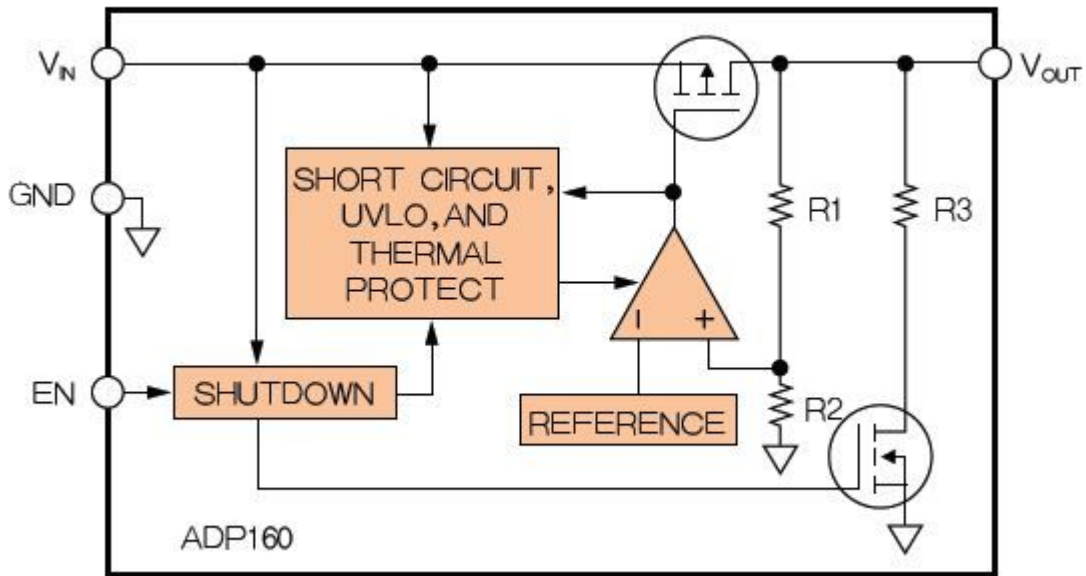 VIN
VOUT
GND
SHORT CIRCUIT,
UVLO, AND
THERMAL
PROTECT
R1
R3
EN
SHUTDOWN
REFERENCE
R2
ADP160